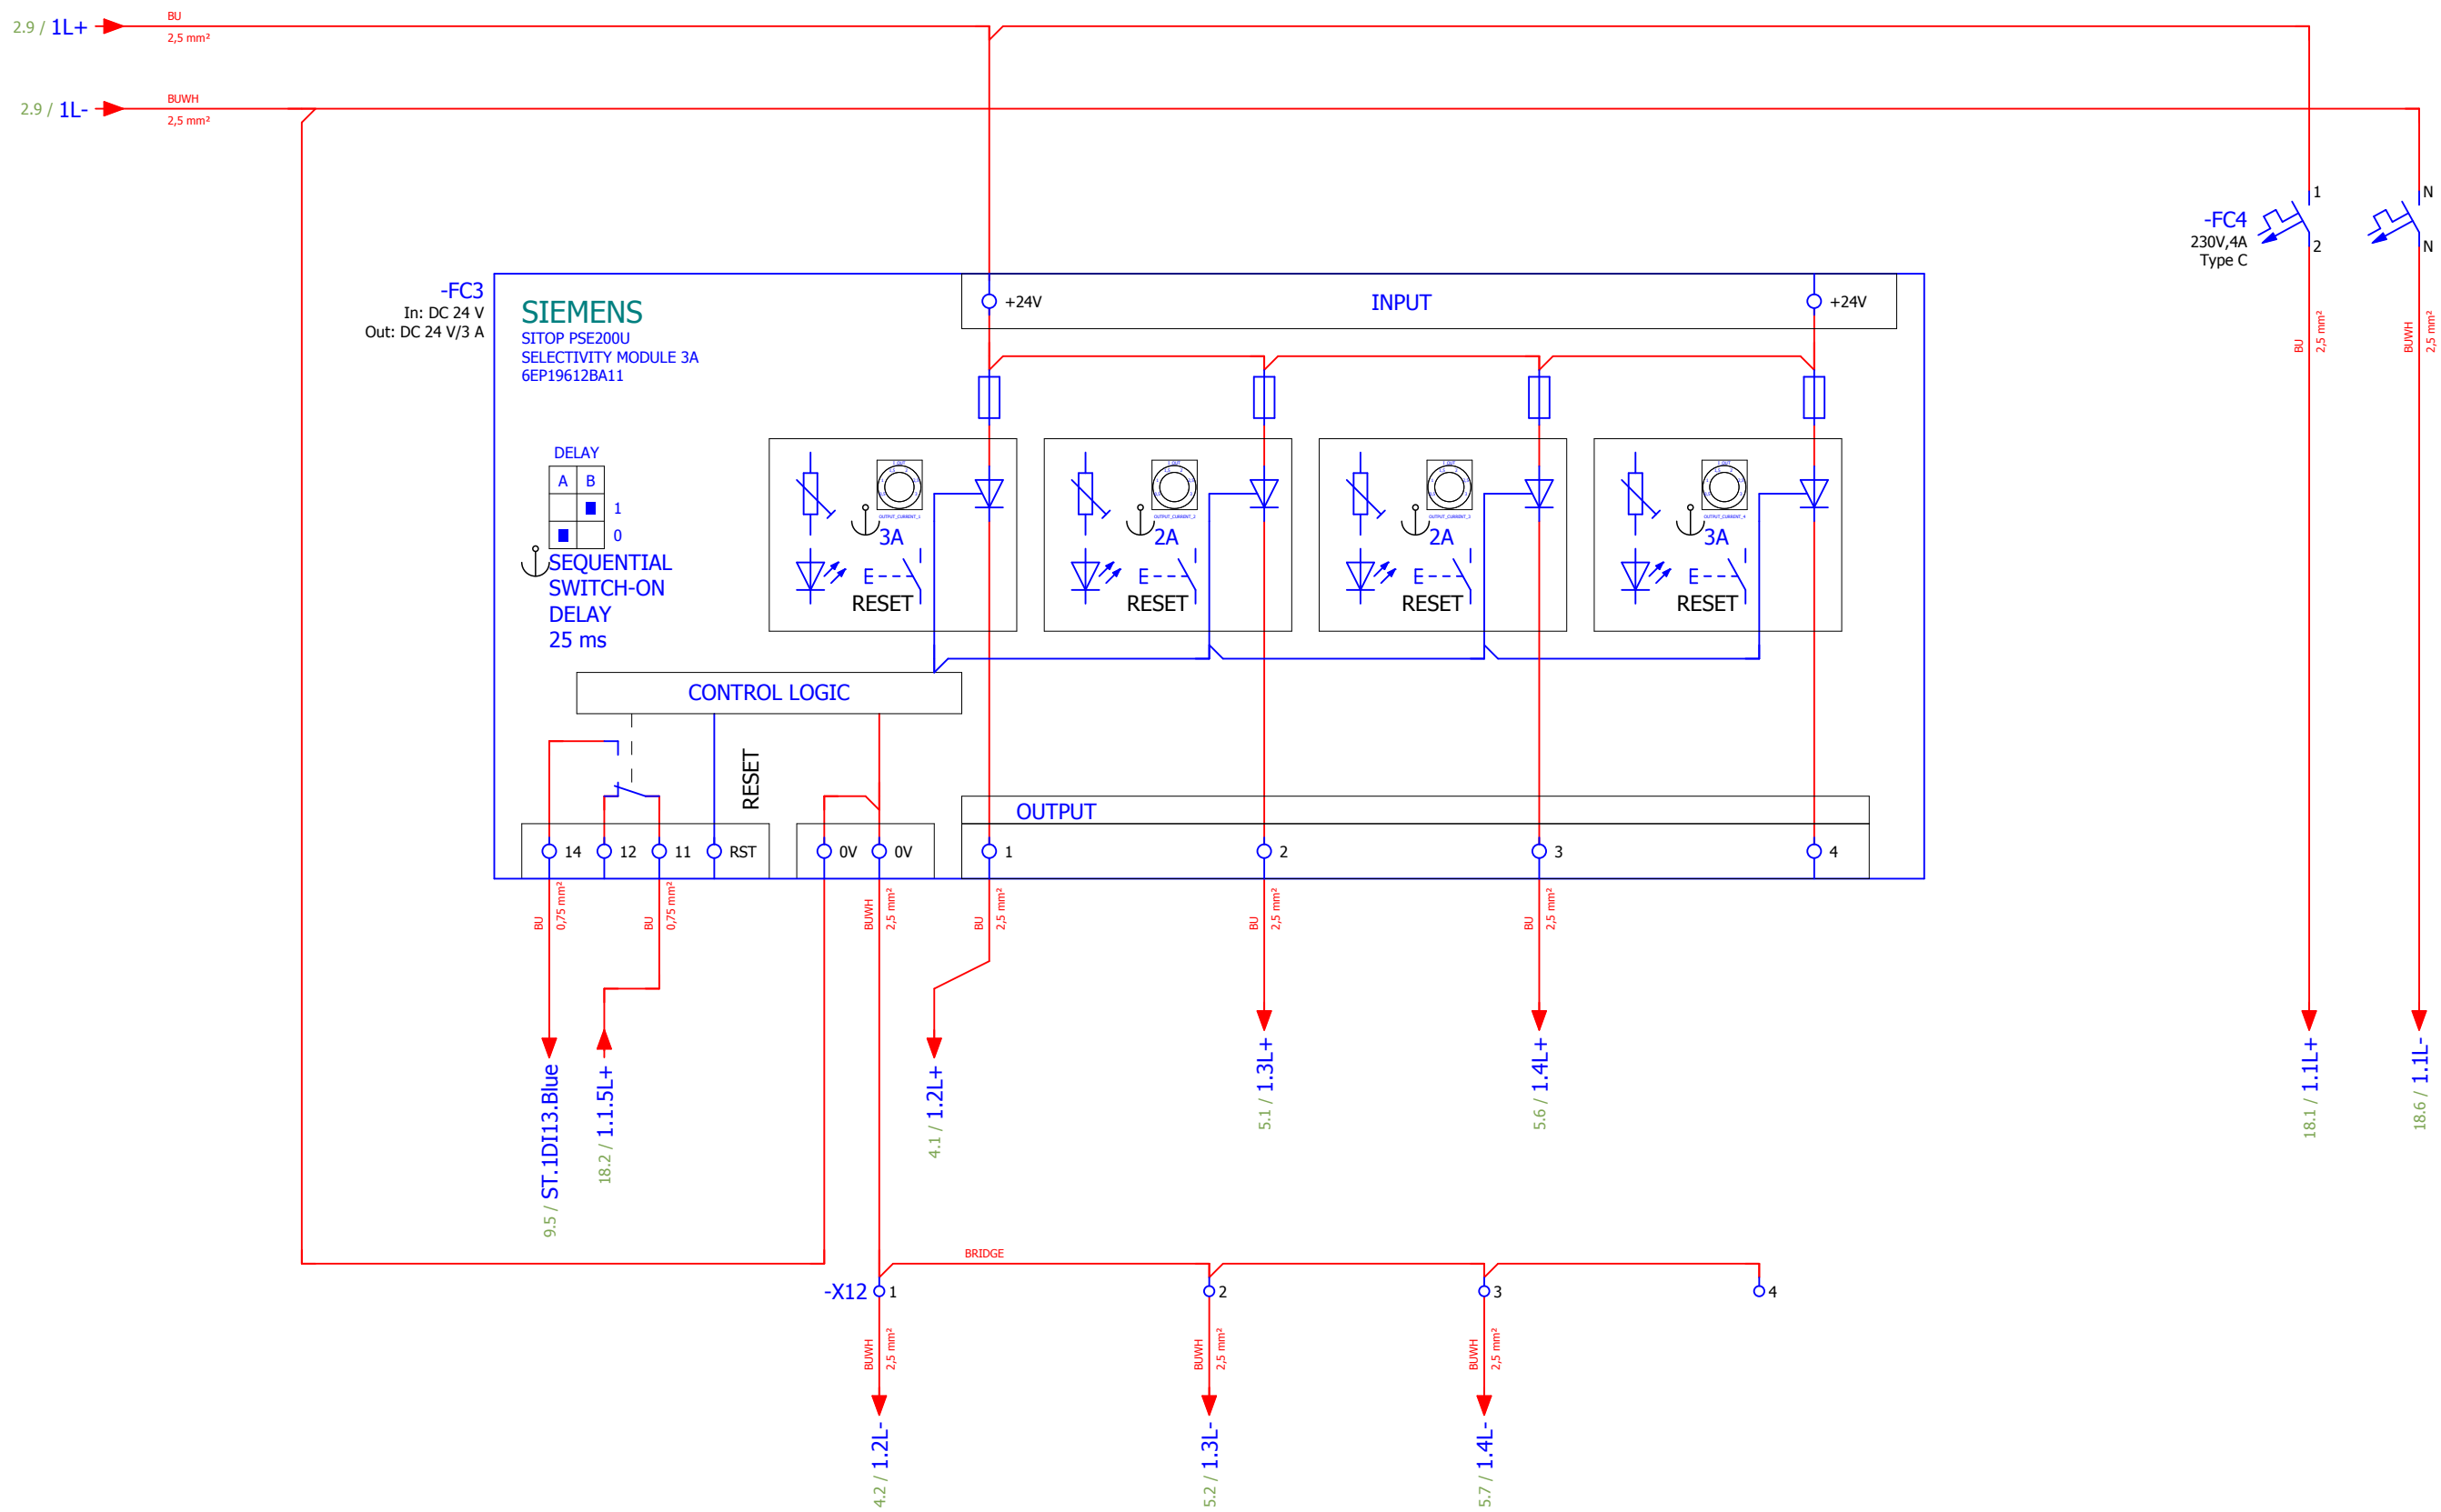 2.9 / 1L+
BU
2,5 mm²
2.9 / 1L-
BUWH
2,5 mm²
-FC4
230V,4A
Type C
1
2
N
N
BU
2,5 mm²
BUWH
2,5 mm²
-FC3
In: DC 24 V
Out: DC 24 V/3 A
SIEMENS
SITOP PSE200U
SELECTIVITY MODULE 3A
6EP19612BA11
+24V
INPUT
+24V
DELAY
A B
1
0
SEQUENTIAL
SWITCH-ON
DELAY
25 ms
I_OUT
OUTPUT_CURRENT_1
3A
RESET
I_OUT
OUTPUT_CURRENT_2
2A
RESET
I_OUT
OUTPUT_CURRENT_3
2A
RESET
I_OUT
OUTPUT_CURRENT_4
3A
RESET
CONTROL LOGIC
RESET
OUTPUT
14
12
11
RST
0V
0V
1
2
3
4
BU
0,75 mm²
BU
0,75 mm²
BUWH
2,5 mm²
BU
2,5 mm²
BU
2,5 mm²
BU
2,5 mm²
9.5 / ST.1DI13.Blue
18.2 / 1.1.5L+
4.1 / 1.2L+
5.1 / 1.3L+
5.6 / 1.4L+
18.1 / 1.1L+
18.6 / 1.1L-
BRIDGE
-X12
1
2
3
4
BUWH
2,5 mm²
BUWH
2,5 mm²
BUWH
2,5 mm²
4.2 / 1.2L-
5.2 / 1.3L-
5.7 / 1.4L-